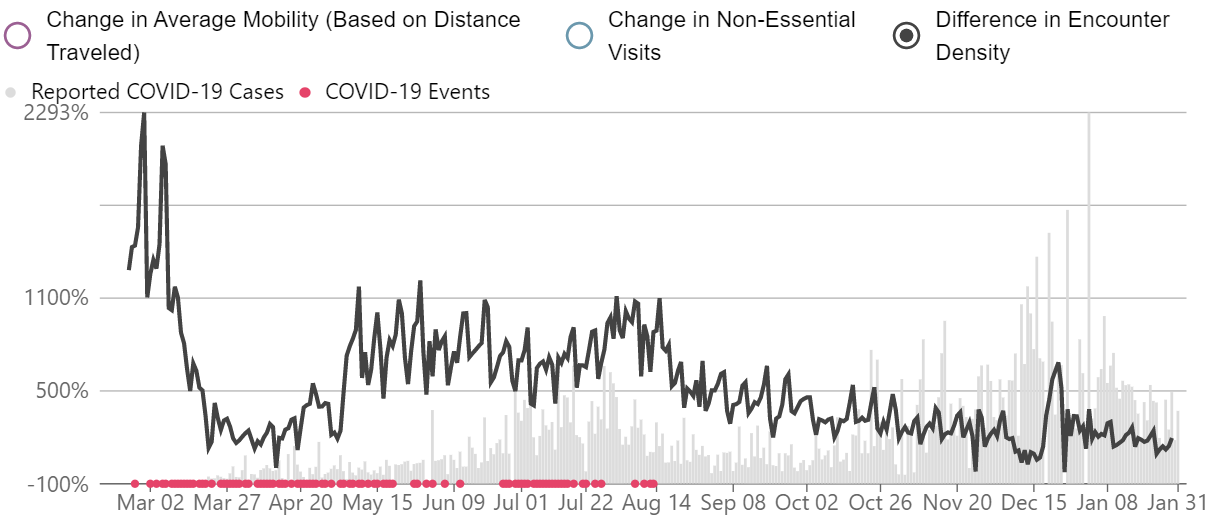 Change in Average Mobility (Based on Distance Traveled)
Change in Non-Essential Visits
Difference in Encounter Density
Reported COVID-19 Cases
COVID-19 Events
2293%
1100%
500%
-100%
Mar 02 Mar 27 Apr 20 May 15 Jun 09 Jul 01 Jul 22 Aug 14 Sep 08 Oct 02 Oct 26 Nov 20 Dec 15 Jan 08 Jan 31